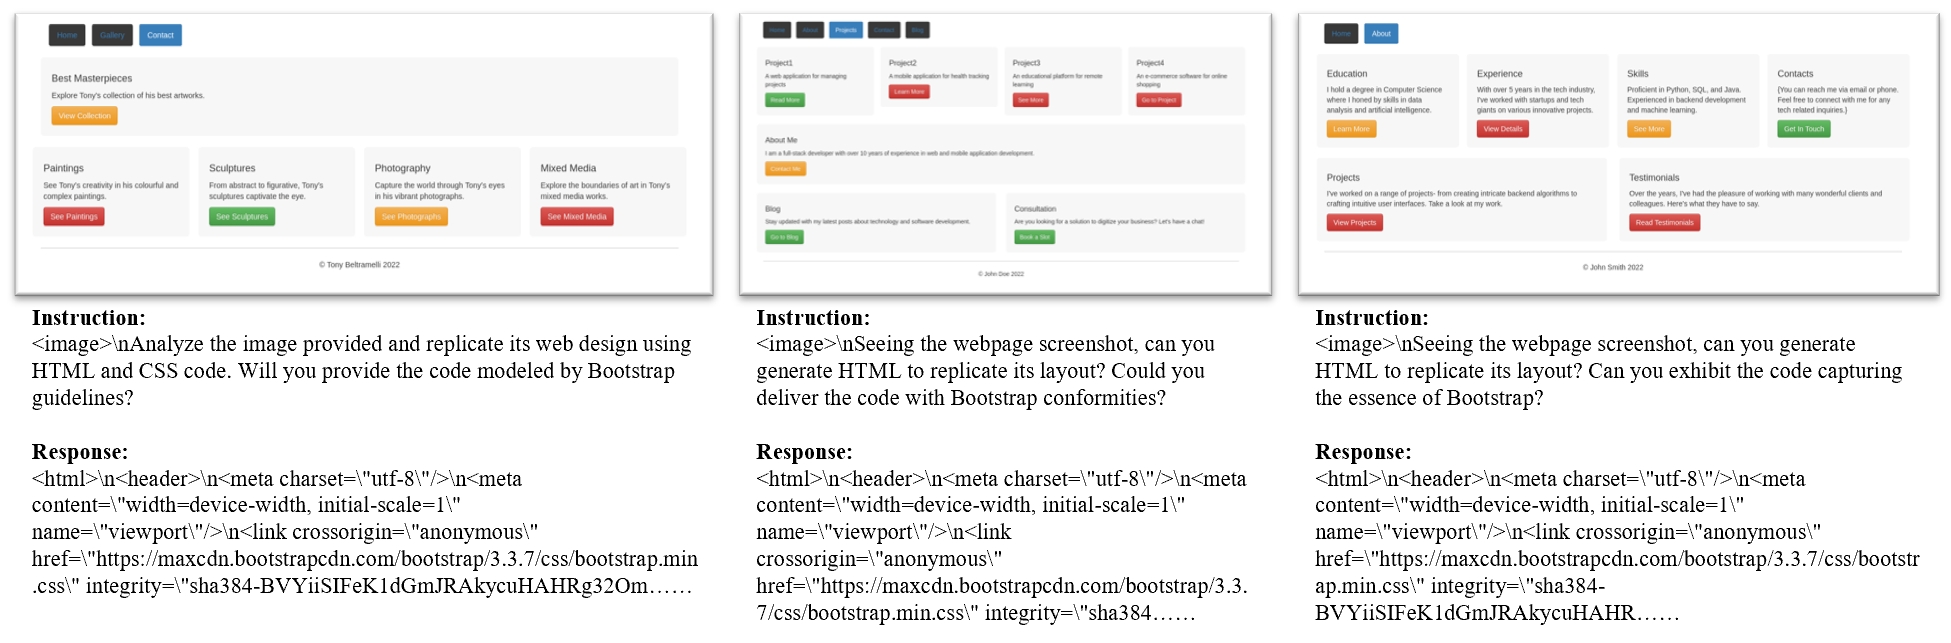 Home Gallery Contact
Best Masterpieces
Explore Tony's collection of his best artworks.
View Collection
Paintings
See Tony's creativity in his colourful and
complex paintings.
See Paintings
Sculptures
From abstract to figurative, Tony's
sculptures captivate the eye.
See Sculptures
Photography
Capture the world through Tony's eyes
in his vibrant photographs.
See Photographs
Mixed Media
Explore the boundaries of art in Tony's
mixed media works.
See Mixed Media
© Tony Beltramelli 2022
Instruction:
<image>\nAnalyze the image provided and replicate its web design using
HTML and CSS code. Will you provide the code modeled by Bootstrap
guidelines?
Response:
<html>\n<header>\n<meta charset=\"utf-8\"/>\n<meta
content=\"width=device-width, initial-scale=1\"
name=\"viewport\"/>\n<link crossorigin=\"anonymous\"
href=\"https://maxcdn.bootstrapcdn.com/bootstrap/3.3.7/css/bootstrap.min
.css\" integrity=\"sha384-BVYiiSIFeK1dGmJRAkycuHAHRg32Om……
Home About Projects Contact Blog
Project1
A web application for managing
projects
Read More
Project2
A mobile application for health tracking
Learn More
Project3
An educational platform for remote
learning
See More
Project4
An e-commerce software for online
shopping
Go to Project
About Me
I am a full-stack developer with over 10 years of experience in web and mobile application development.
Contact Me
Blog
Stay updated with my latest posts about technology and software development.
Go to Blog
Consultation
Are you looking for a solution to digitize your business? Let's have a chat!
Book a Slot
© John Doe 2022
Instruction:
<image>\nSeeing the webpage screenshot, can you
generate HTML to replicate its layout? Could you
deliver the code with Bootstrap conformities?
Response:
<html>\n<header>\n<meta charset=\"utf-8\"/>\n<meta
content=\"width=device-width, initial-scale=1\"
name=\"viewport\"/>\n<link
crossorigin=\"anonymous\"
href=\"https://maxcdn.bootstrapcdn.com/bootstrap/3.3.
7/css/bootstrap.min.css\" integrity=\"sha384……
Home About
Education
I hold a degree in Computer Science
where I honed by skills in data
analysis and artificial intelligence.
Learn More
Experience
With over 5 years in the tech industry,
I've worked with startups and tech
giants on various innovative projects.
View Details
Skills
Proficient in Python, SQL, and Java.
Experienced in backend development
and machine learning.
See More
Contacts
{You can reach me via email or phone.
Feel free to connect with me for any
tech related inquiries.}
Get In Touch
Projects
I've worked on a range of projects- from creating intricate backend algorithms to
crafting intuitive user interfaces. Take a look at my work.
View Projects
Testimonials
Over the years, I've had the pleasure of working with many wonderful clients and
colleagues. Here's what they have to say.
Read Testimonials
© John Smith 2022
Instruction:
<image>\nSeeing the webpage screenshot, can you generate
HTML to replicate its layout? Can you exhibit the code capturing
the essence of Bootstrap?
Response:
<html>\n<header>\n<meta charset=\"utf-8\"/>\n<meta
content=\"width=device-width, initial-scale=1\"
name=\"viewport\"/>\n<link crossorigin=\"anonymous\"
href=\"https://maxcdn.bootstrapcdn.com/bootstrap/3.3.7/css/bootstr
ap.min.css\" integrity=\"sha384-
BVYiiSIFeK1dGmJRAkycuHAHR……